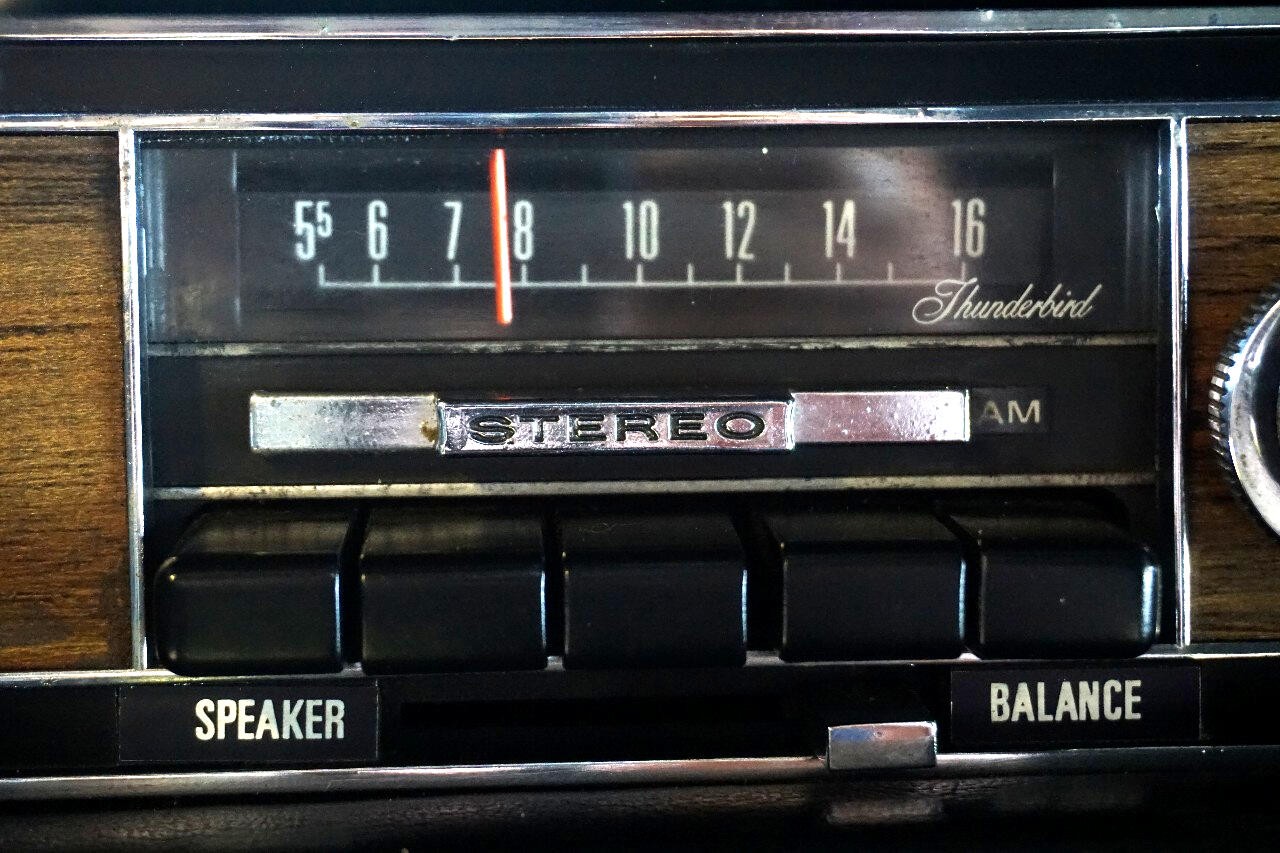 5⁵ 6 7 8 10 12 14 16
Thunderbird
STEREO AM
SPEAKER BALANCE